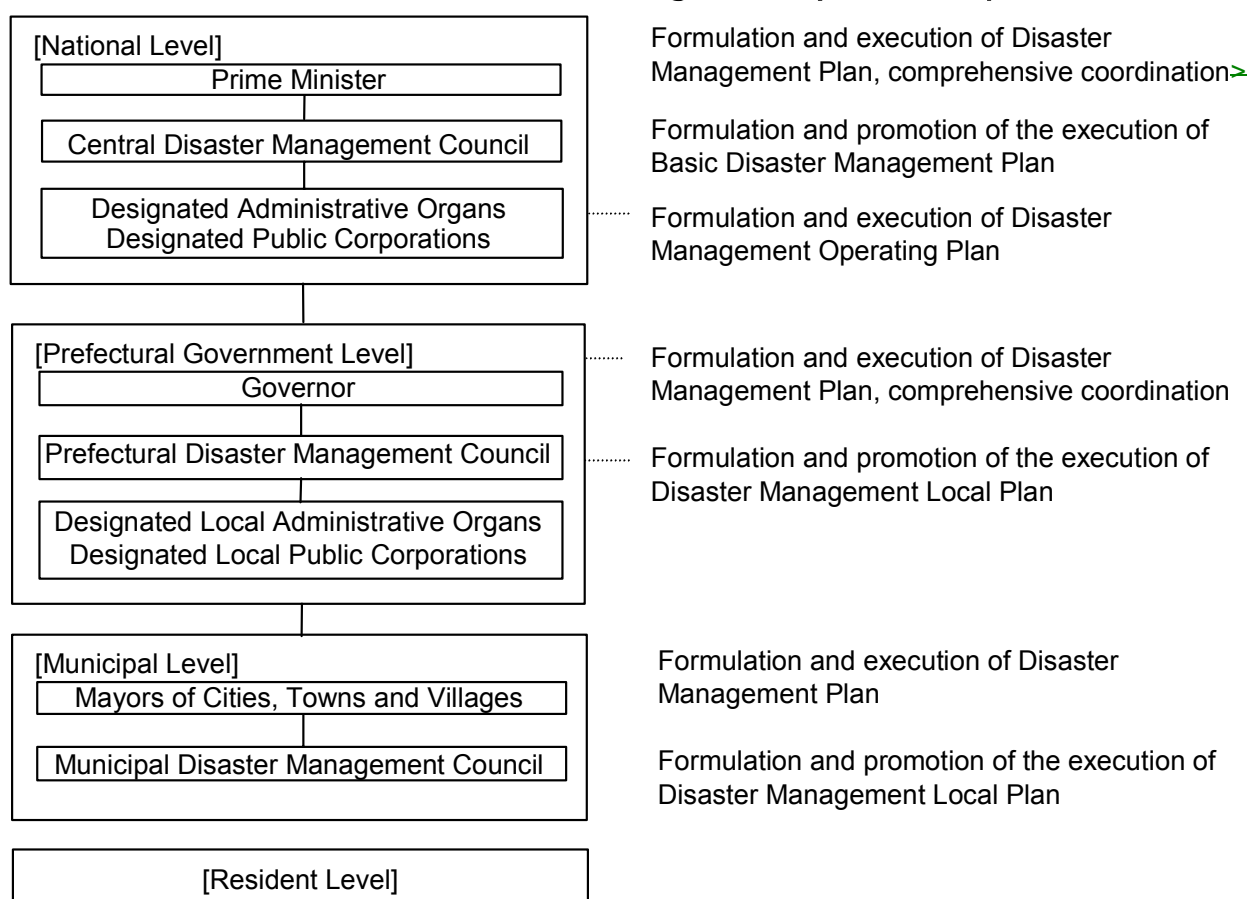 [National Level]
Prime Minister
Central Disaster Management Council
Designated Administrative Organs
Designated Public Corporations
Formulation and execution of Disaster
Management Plan, comprehensive coordination>
Formulation and promotion of the execution of
Basic Disaster Management Plan
Formulation and execution of Disaster
Management Operating Plan
[Prefectural Government Level]
Governor
Prefectural Disaster Management Council
Designated Local Administrative Organs
Designated Local Public Corporations
Formulation and execution of Disaster
Management Plan, comprehensive coordination
Formulation and promotion of the execution of
Disaster Management Local Plan
[Municipal Level]
Mayors of Cities, Towns and Villages
Municipal Disaster Management Council
Formulation and execution of Disaster
Management Plan
Formulation and promotion of the execution of
Disaster Management Local Plan
[Resident Level]